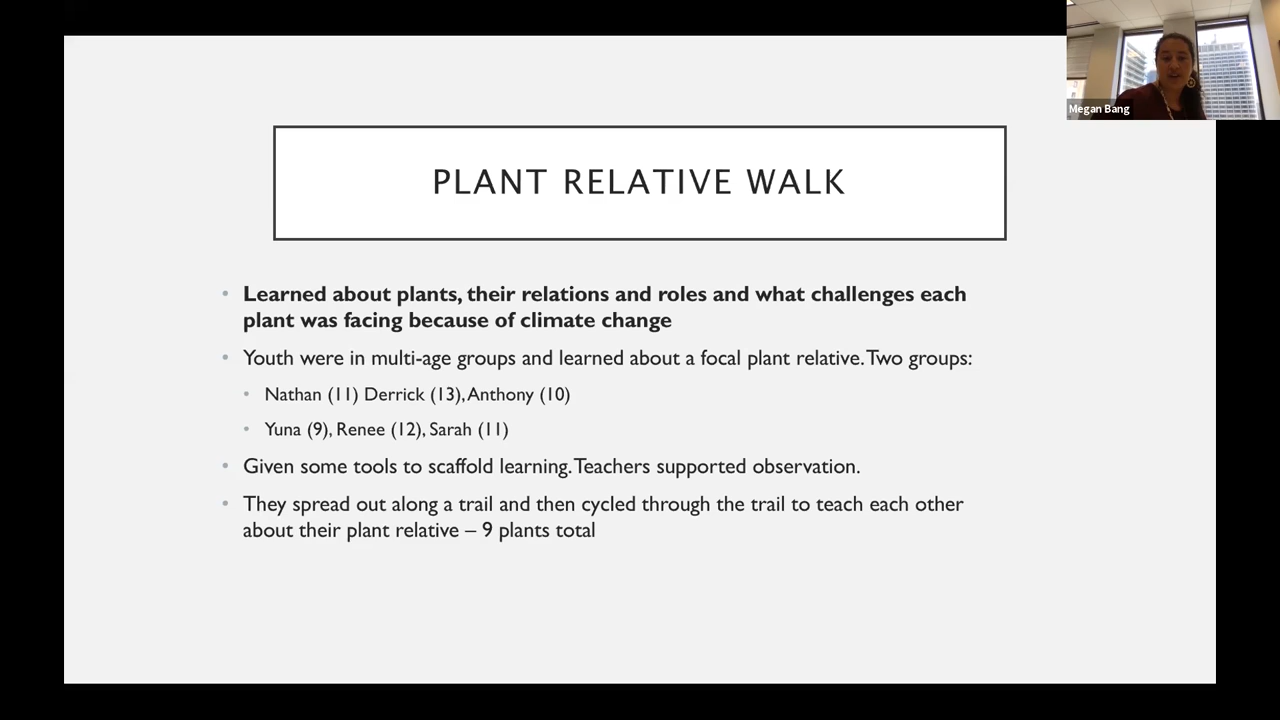 Megan Bang
PLANT RELATIVE WALK
• Learned about plants, their relations and roles and what challenges each
plant was facing because of climate change
• Youth were in multi-age groups and learned about a focal plant relative. Two groups:
• Nathan (11) Derrick (13), Anthony (10)
• Yuna (9), Renee (12), Sarah (11)
• Given some tools to scaffold learning. Teachers supported observation.
• They spread out along a trail and then cycled through the trail to teach each other
about their plant relative – 9 plants total